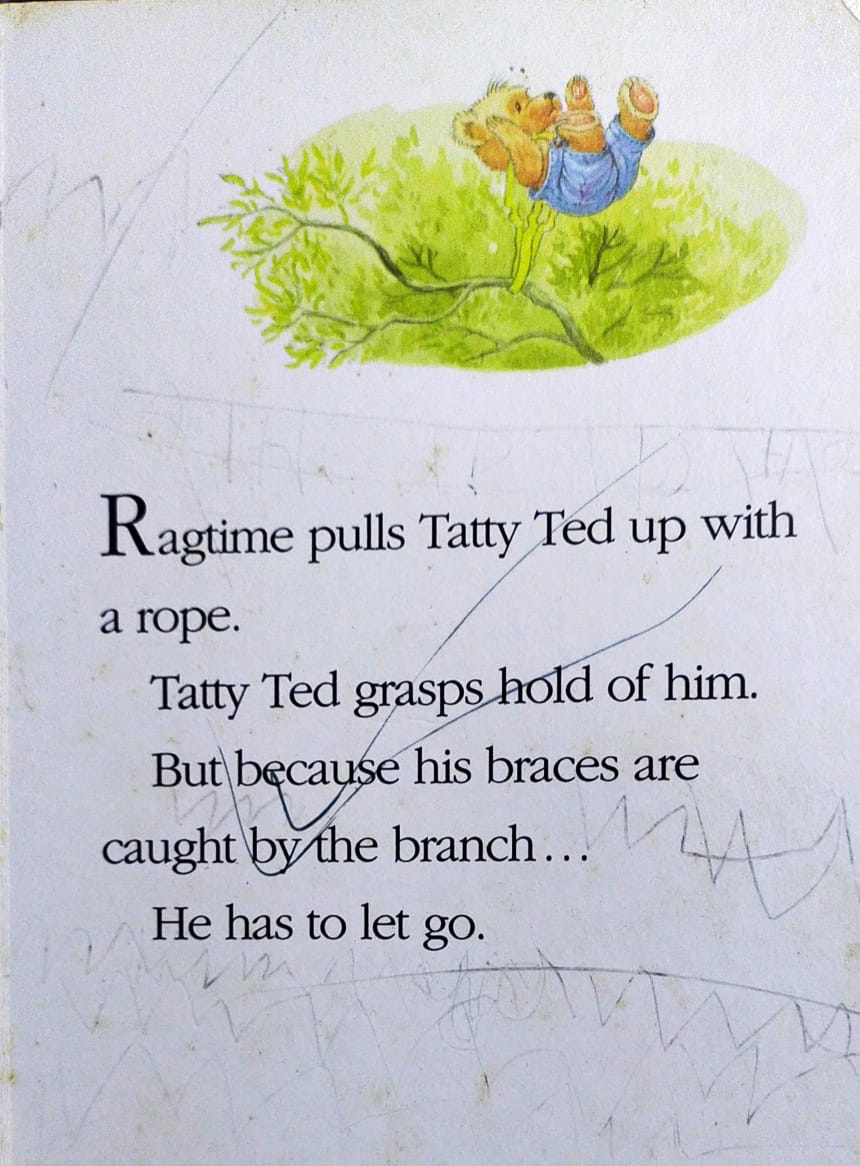 Ragtime pulls Tatty Ted up with
a rope.
Tatty Ted grasps hold of him.
But because his braces are
caught by the branch...
He has to let go.